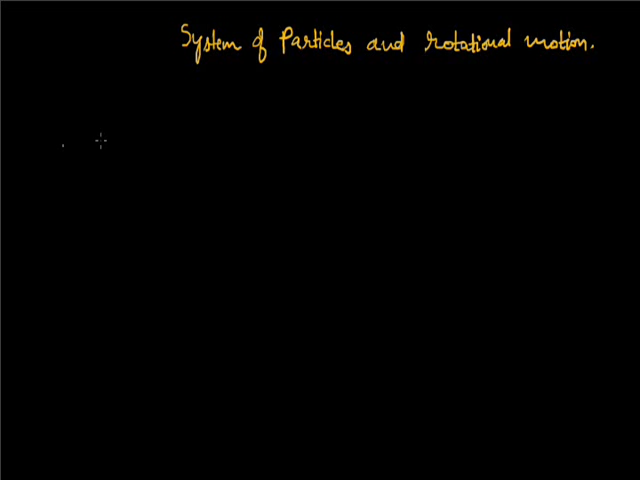 System of Particles and rotational motion.